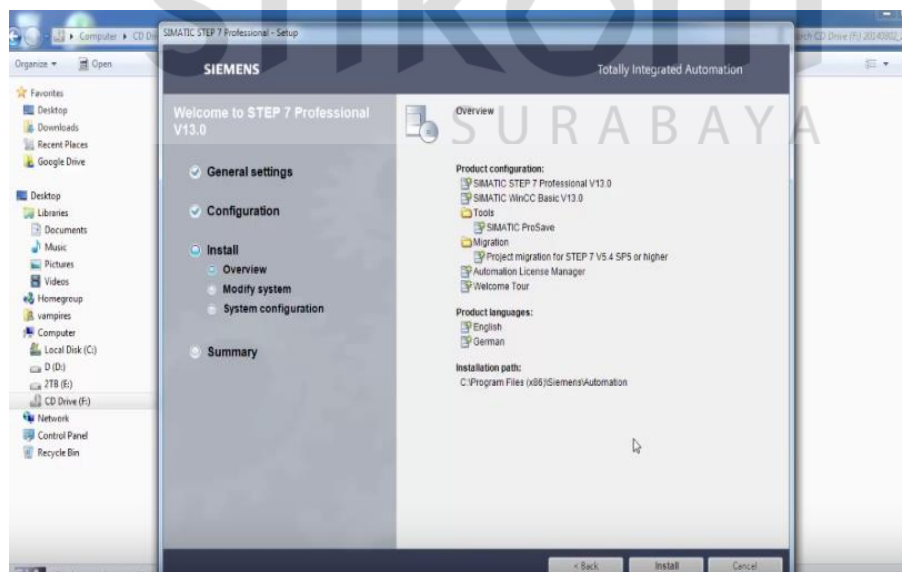 stikom
SURABAYA
Computer ▸ CD Dri
SIMATIC STEP 7 Professional - Setup
Organize
Open
Favorites
Desktop
Downloads
Recent Places
Google Drive
Desktop
Libraries
Documents
Music
Pictures
Videos
Homegroup
vampires
Computer
Local Disk (C:)
D (D:)
2TB (E:)
CD Drive (F:)
Network
Control Panel
Recycle Bin
SIEMENS
Totally Integrated Automation
Welcome to STEP 7 Professional
V13.0
General settings
Configuration
Install
Overview
Modify system
System configuration
Summary
Overview
Product configuration:
SIMATIC STEP 7 Professional V13.0
SIMATIC WinCC Basic V13.0
Tools
SIMATIC ProSave
Migration
Project migration for STEP 7 V5.4 SP5 or higher
Automation License Manager
Welcome Tour
Product languages:
English
German
Installation path:
C:\Program Files (x86)\Siemens\Automation
< Back
Install
Cancel